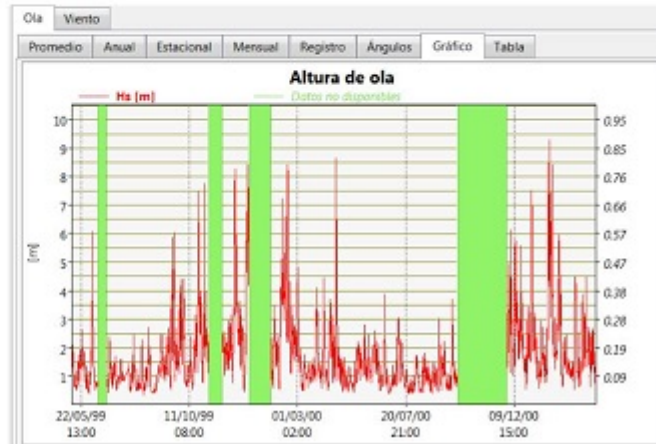 Ola Viento
Promedio Anual Estacional Mensual Registro Ángulos Gráfico Tabla
Altura de ola
Hs [m] Datos no disponibles
10 0.95
9 0.85
8 0.76
7 0.66
6 0.57
[m]
5 0.47
4 0.38
3 0.28
2 0.19
1 0.09
22/05/99 11/10/99 01/03/00 20/07/00 09/12/00
13:00 08:00 02:00 21:00 15:00